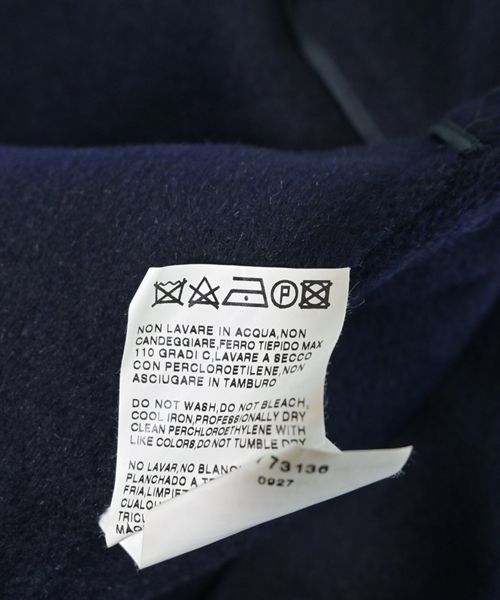 P
NON LAVARE IN ACQUA,NON
CANDEGGIARE,FERRO TIEPIDO MAX
110 GRADI C,LAVARE A SECCO
CON PERCLOROETILENE,NON
ASCIUGARE IN TAMBURO
DO NOT WASH,DO NOT BLEACH,
COOL IRON,PROFESSIONALLY DRY
CLEAN PERCHLOROETHYLENE WITH
LIKE COLORS,DO NOT TUMBLE DRY
NO LAVAR,NO
PLANCHADO A
73136
0927